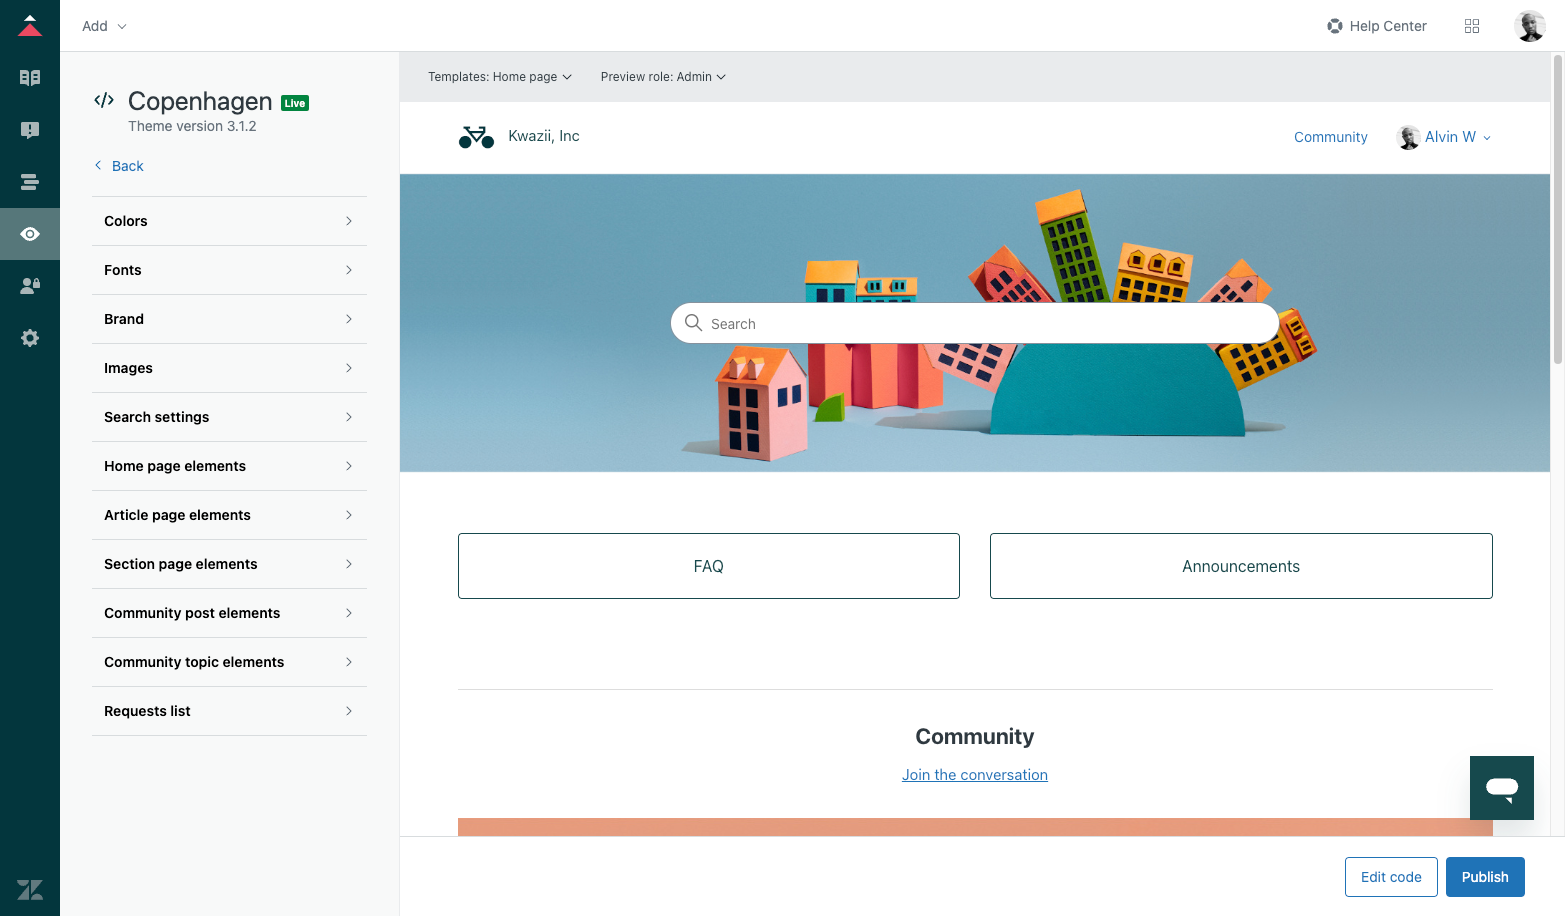 Add
Help Center
Copenhagen Live
Theme version 3.1.2
Back
Colors
Fonts
Brand
Images
Search settings
Home page elements
Article page elements
Section page elements
Community post elements
Community topic elements
Requests list
Templates: Home page
Preview role: Admin
Kwazii, Inc
Community
Alvin W
Search
FAQ
Announcements
Community
Join the conversation
Edit code
Publish